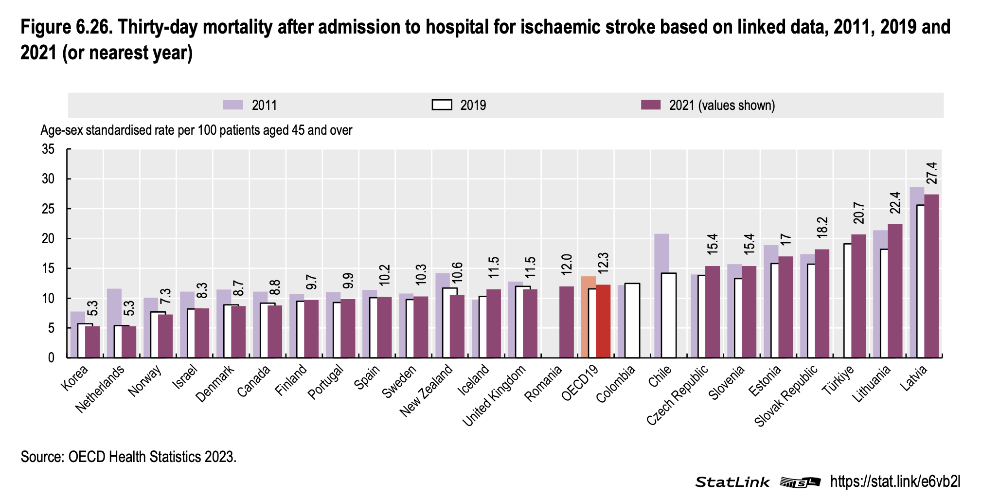 Figure 6.26. Thirty-day mortality after admission to hospital for ischaemic stroke based on linked data, 2011, 2019 and
2021 (or nearest year)
2011
2019
2021 (values shown)
Age-sex standardised rate per 100 patients aged 45 and over
35
30
25
20
15
10
5
0
5.3
5.3
7.3
8.3
8.7
8.8
9.7
9.9
10.2
10.3
10.6
11.5
11.5
12.0
12.3
15.4
15.4
17
18.2
20.7
22.4
27.4
Korea
Netherlands
Norway
Israel
Denmark
Canada
Finland
Portugal
Spain
Sweden
New Zealand
Iceland
United Kingdom
Romania
OECD19
Colombia
Chile
Czech Republic
Slovenia
Estonia
Slovak Republic
Türkiye
Lithuania
Latvia
Source: OECD Health Statistics 2023.
StatLink SL https://stat.link/e6vb2l